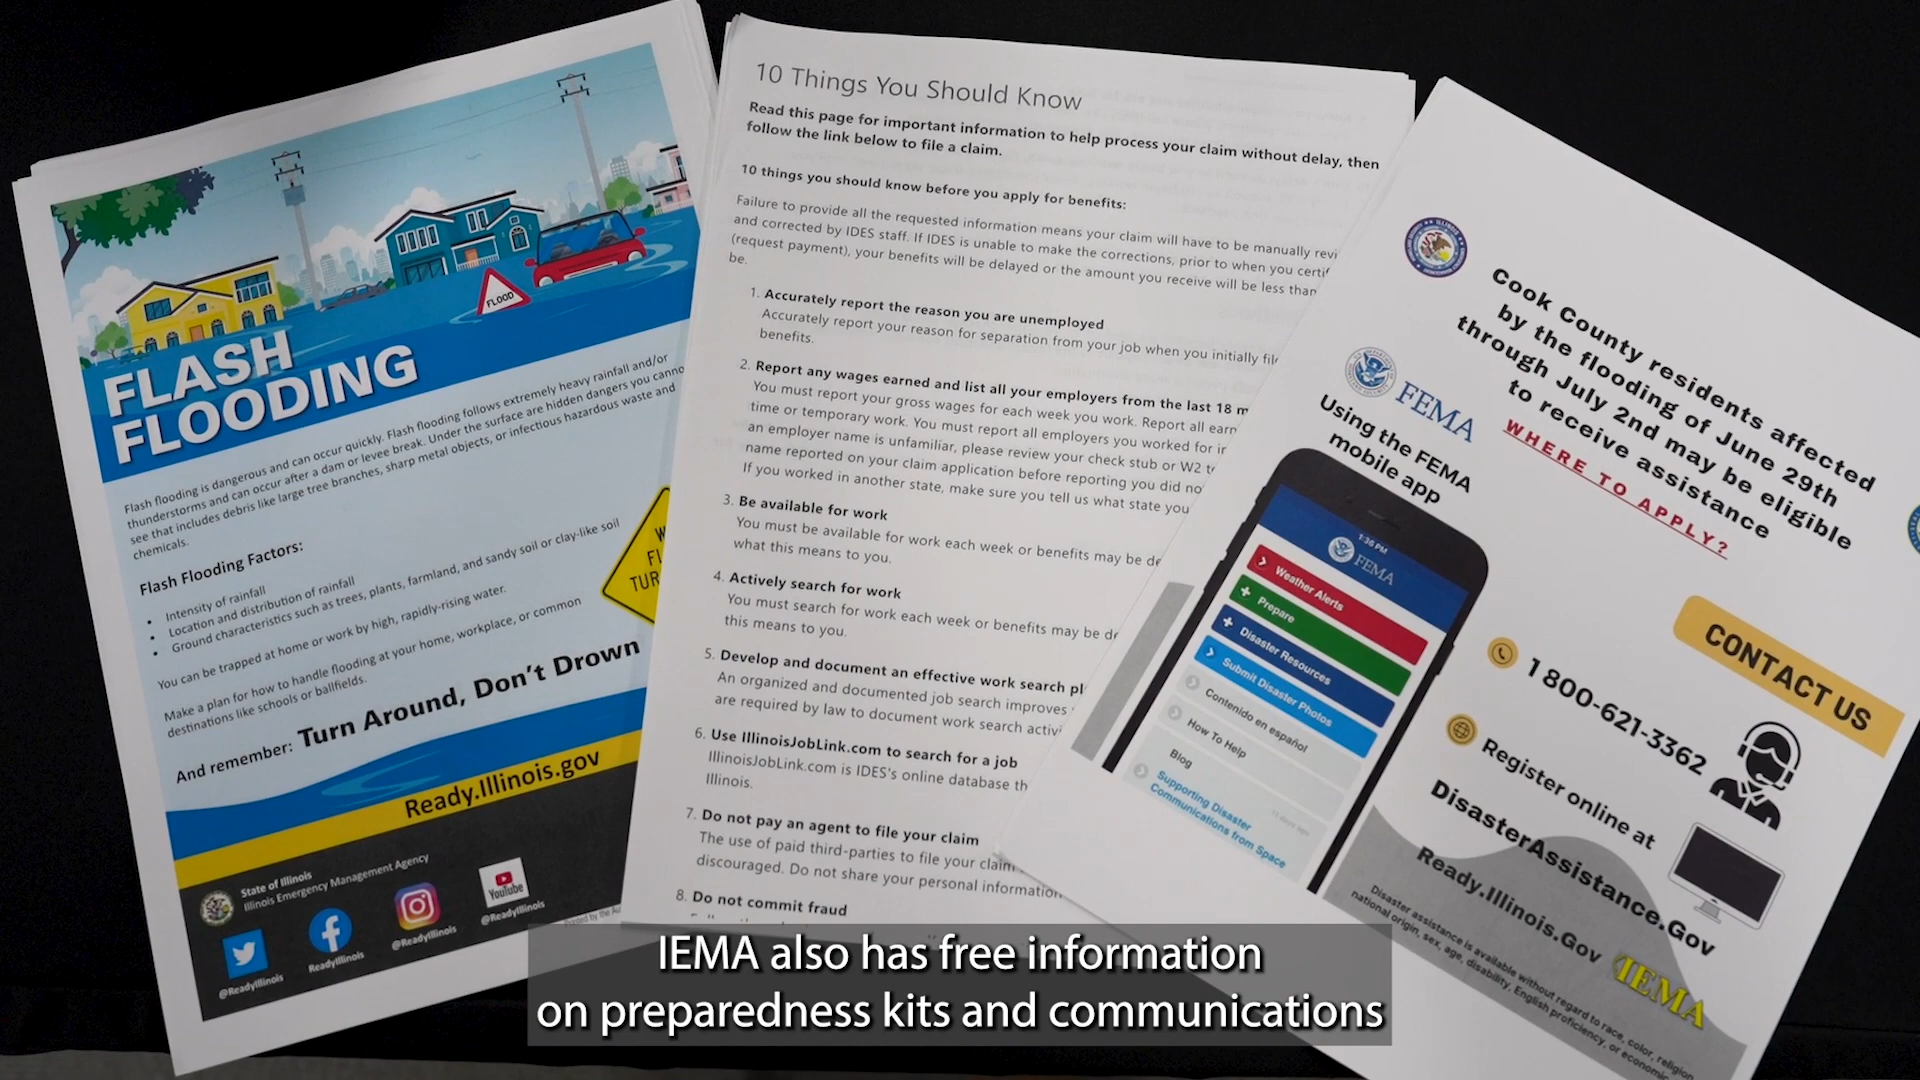 FLOOD
FLASH
FLOODING
Flash flooding is dangerous and can occur quickly. Flash flooding follows extremely heavy rainfall and/or
thunderstorms and can occur after a dam or levee break. Under the surface are hidden dangers you
see that includes debris like large tree branches, sharp metal objects, or infectious hazardous waste and
chemicals.
Flash Flooding Factors:
• Intensity of rainfall
• Location and distribution of rainfall
• Ground characteristics such as trees, plants, farmland, and sandy soil or clay-like soil
You can be trapped at home or work by high, rapidly-rising water.
Make a plan for how to handle flooding at your home, workplace, or common
destinations like schools or ballfields.
And remember: Turn Around, Don't Drown
Ready.Illinois.gov
State of Illinois
Illinois Emergency Management Agency
@ReadyIllinois
ReadyIllinois
@ReadyIllinois
YouTube
@ReadyIllinois
10 Things You Should Know
Read this page for important information to help process your claim without delay, then
follow the link below to file a claim.
10 things you should know before you apply for benefits:
Failure to provide all the requested information means your claim will have to be manually
and corrected by IDES staff. If IDES is unable to make the corrections, prior to when you
(request payment), your benefits will be delayed or the amount you receive will be less than
be.
1. Accurately report the reason you are unemployed
Accurately report your reason for separation from your job when you initially
benefits.
2. Report any wages earned and list all your employers from the last 18
You must report your gross wages for each week you work. Report all
time or temporary work. You must report all employers you worked for
an employer name is unfamiliar, please review your check stub or W2
name reported on your claim application before reporting you did
If you worked in another state, make sure you tell us what state you
3. Be available for work
You must be available for work each week or benefits may be
what this means to you.
4. Actively search for work
You must search for work each week or benefits may be
this means to you.
5. Develop and document an effective work search
An organized and documented job search improves
are required by law to document work search
6. Use IllinoisJobLink.com to search for a job
IllinoisJobLink.com is IDES's online database
Illinois.
7. Do not pay an agent to file your claim
The use of paid third-parties to file your claim
discouraged. Do not share your personal information
8. Do not commit fraud
Cook County residents affected
by the flooding of June 29th
through July 2nd may be eligible
to receive assistance
WHERE TO APPLY?
FEMA
Using the FEMA
mobile app
1:36 PM
FEMA
Weather Alerts
Prepare
Disaster Resources
Submit Disaster Photos
Contenido en español
How To Help
Blog
Supporting Disaster
Communications from Space
CONTACT US
1 800-621-3362
Register online at
DisasterAssistance.Gov
Ready.Illinois.Gov
IEMA
Disaster assistance is available without regard to race, color, religion
national origin, sex, age, disability, English proficiency, or
IEMA also has free information
on preparedness kits and communications